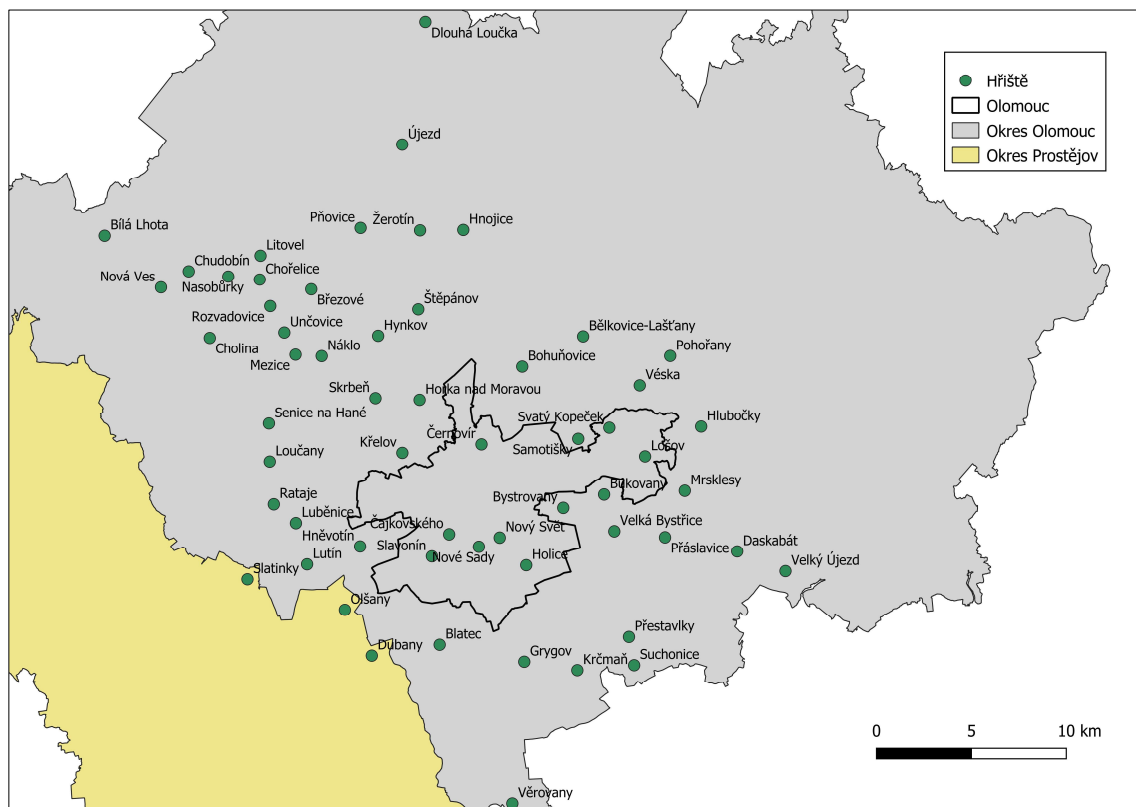 Dlouhá Loučka
Hřiště
Olomouc
Okres Olomouc
Okres Prostějov
Újezd
Bílá Lhota
Pňovice
Žerotín
Hnojice
Litovel
Chudobín
Chořelice
Nová Ves
Nasobůrky
Březové
Štěpánov
Rozvadovice
Unčovice
Hynkov
Bělkovice-Lašťany
Cholina
Náklo
Mezice
Bohuňovice
Pohořany
Véska
Skrbeň
Horka nad Moravou
Senice na Hané
Svatý Kopeček
Hlubočky
Černovír
Samotišky
Lošov
Křelov
Loučany
Mrsklesy
Bukovany
Rataje
Bystrovany
Luběnice
Čajkovského
Nový Svět
Velká Bystřice
Hněvotín
Slavonín
Nové Sady
Holice
Přáslavice
Daskabát
Lutín
Velký Újezd
Slatinky
Olšany
Přestavlky
Blatec
Dubany
Grygov
Krčmaň
Suchonice
0 5 10 km
Věrovany